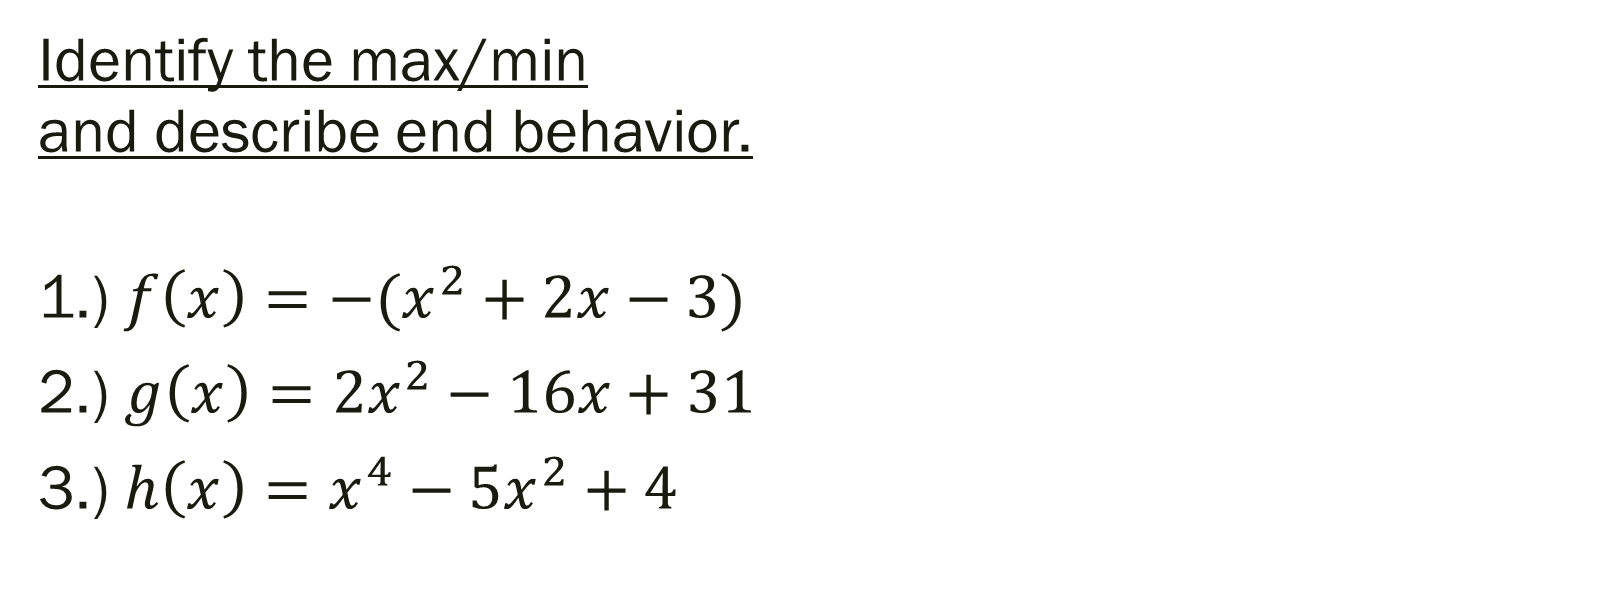 Identify the max/min
and describe end behavior.
1.) f(x) = −(x² + 2x − 3)
2.) g(x) = 2x² − 16x + 31
3.) h(x) = x⁴ − 5x² + 4